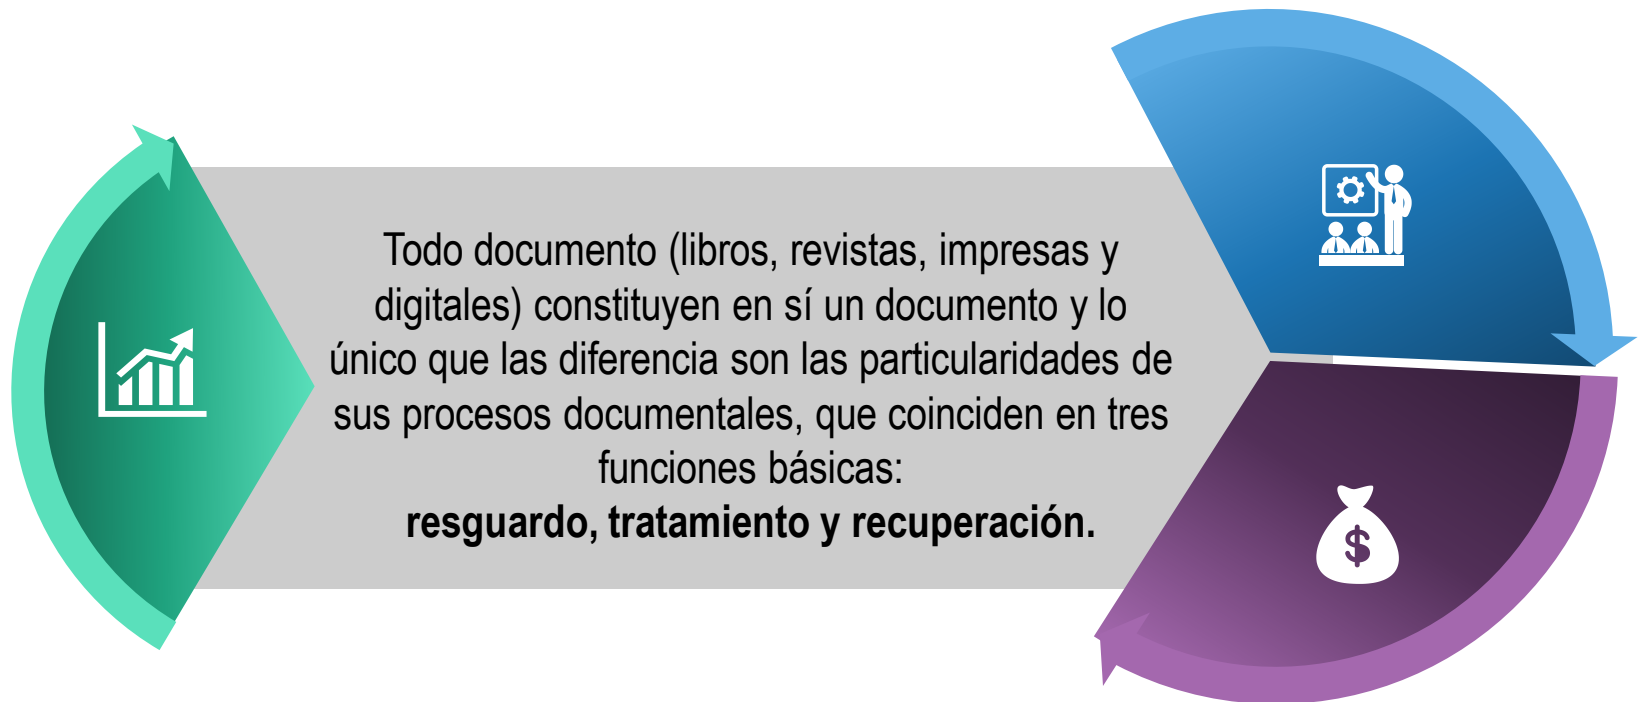 Todo documento (libros, revistas, impresas y
digitales) constituyen en sí un documento y lo
único que las diferencia son las particularidades de
sus procesos documentales, que coinciden en tres
funciones básicas:
resguardo, tratamiento y recuperación.
$